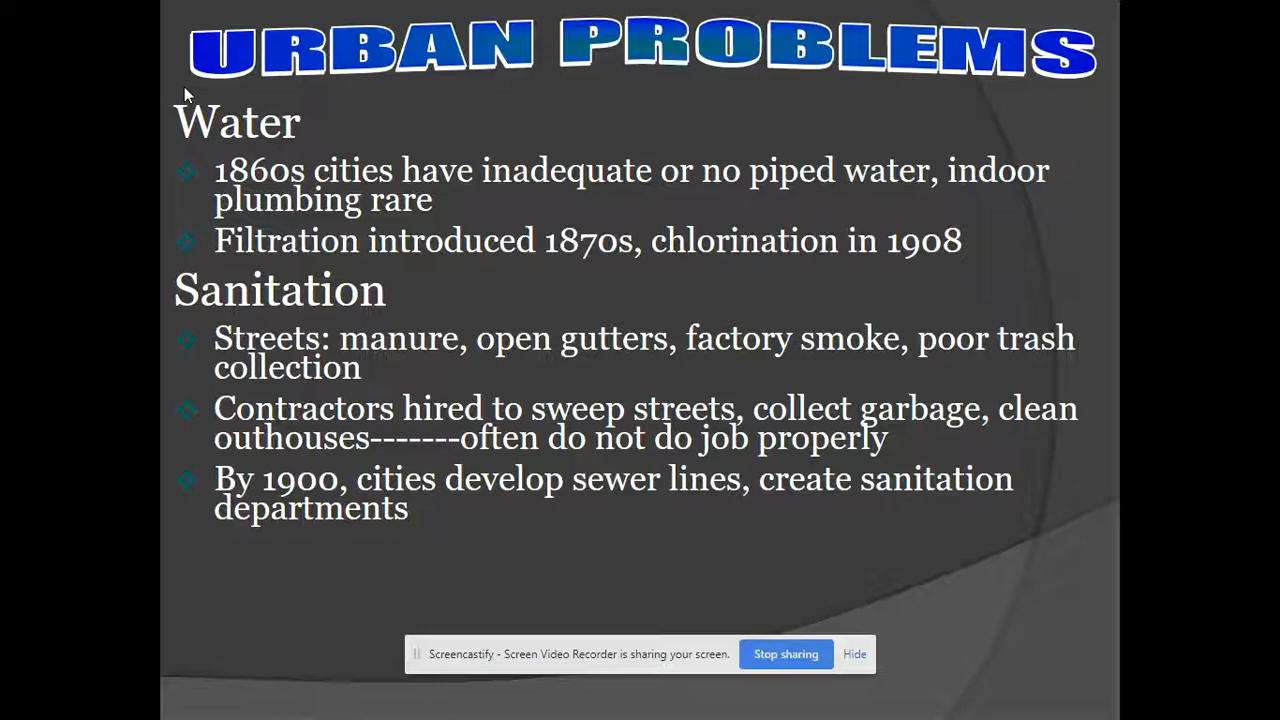 URBAN PROBLEMS
Water
1860s cities have inadequate or no piped water, indoor
plumbing rare
Filtration introduced 1870s, chlorination in 1908
Sanitation
Streets: manure, open gutters, factory smoke, poor trash
collection
Contractors hired to sweep streets, collect garbage, clean
outhouses-------often do not do job properly
By 1900, cities develop sewer lines, create sanitation
departments
Screencastify - Screen Video Recorder is sharing your screen. Stop sharing Hide